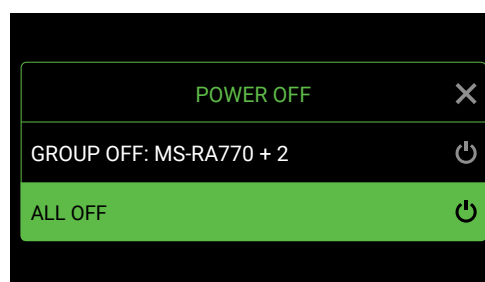 POWER OFF
GROUP OFF: MS-RA770 + 2
ALL OFF